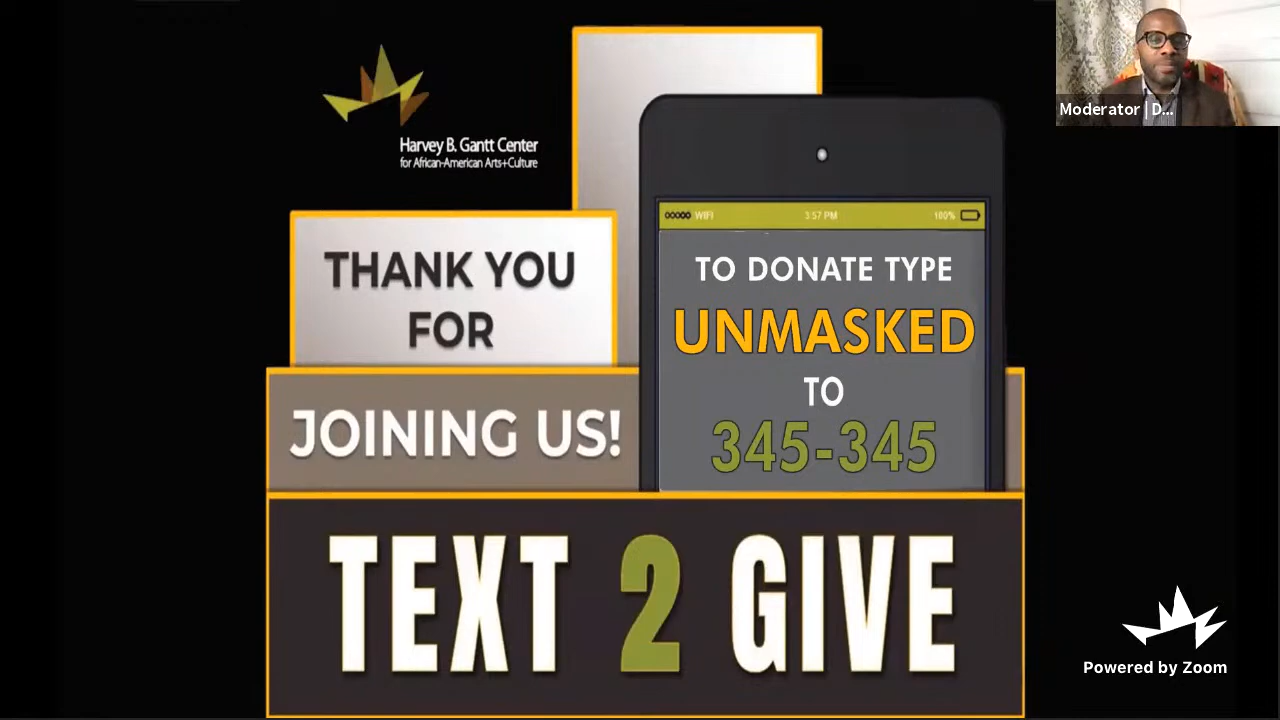 Harvey B. Gantt Center
for African-American Arts+Culture
Moderator | D...
WIFI
3:57 PM
100%
THANK YOU
FOR
JOINING US!
TO DONATE TYPE
UNMASKED
TO
345-345
TEXT 2 GIVE
Powered by Zoom